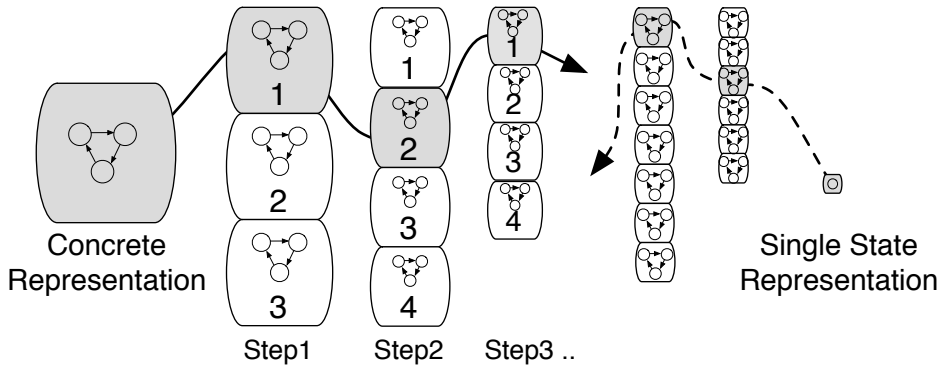 1
2
3
1
2
3
4
1
2
3
4
Concrete
Representation
Single State
Representation
Step1
Step2
Step3 ..